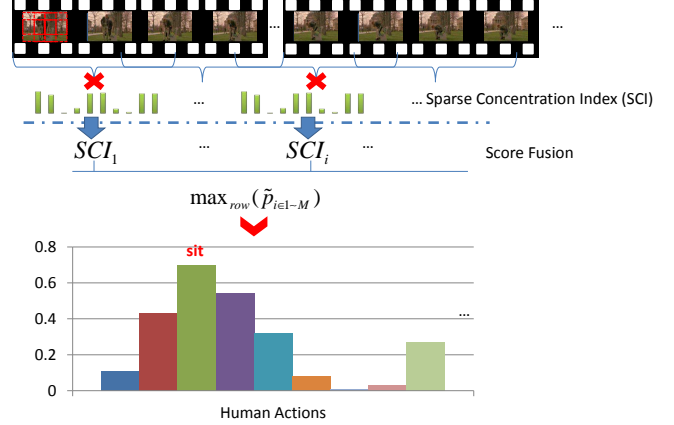 ... ...
... ... Sparse Concentration Index (SCI)
SCI₁ ... SCIᵢ ... Score Fusion
max_row(p̃_{i∈1−M})
sit
0.8
0.6
0.4
...
0.2
0
Human Actions